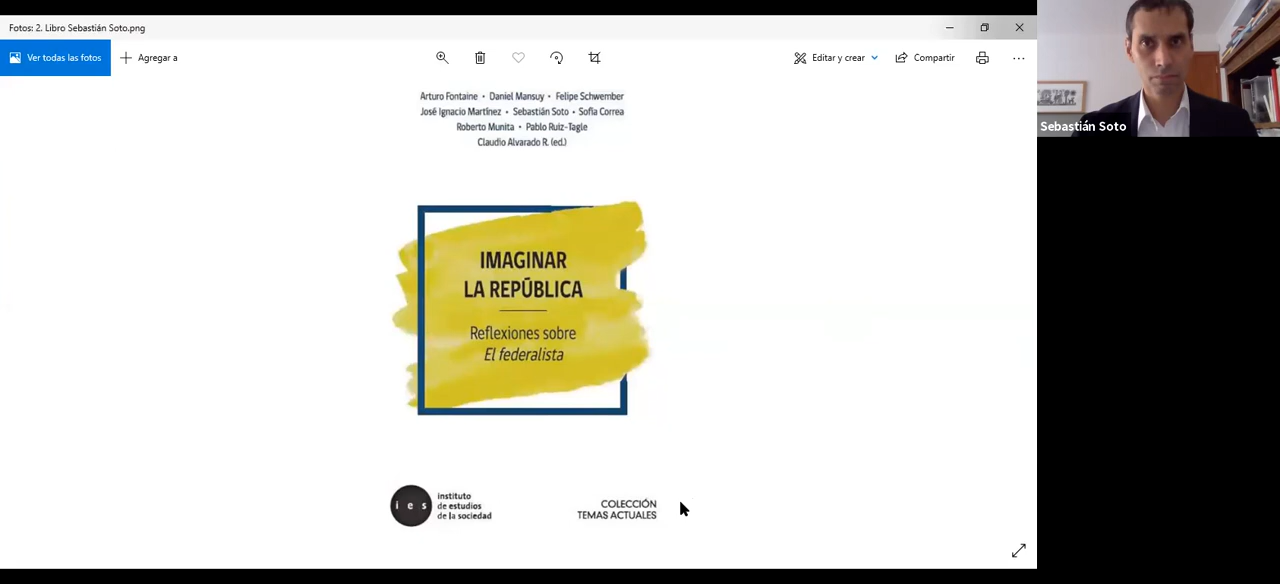 Fotos: 2. Libro Sebastián Soto.png
Ver todas las fotos
Agregar a
Editar y crear
Compartir
Arturo Fontaine • Daniel Mansuy • Felipe Schwember
José Ignacio Martínez • Sebastián Soto • Sofía Correa
Roberto Munita • Pablo Ruiz-Tagle
Claudio Alvarado R. (ed.)
IMAGINAR
LA REPÚBLICA
Reflexiones sobre
El federalista
ies
instituto
de estudios
de la sociedad
COLECCIÓN
TEMAS ACTUALES
Sebastián Soto